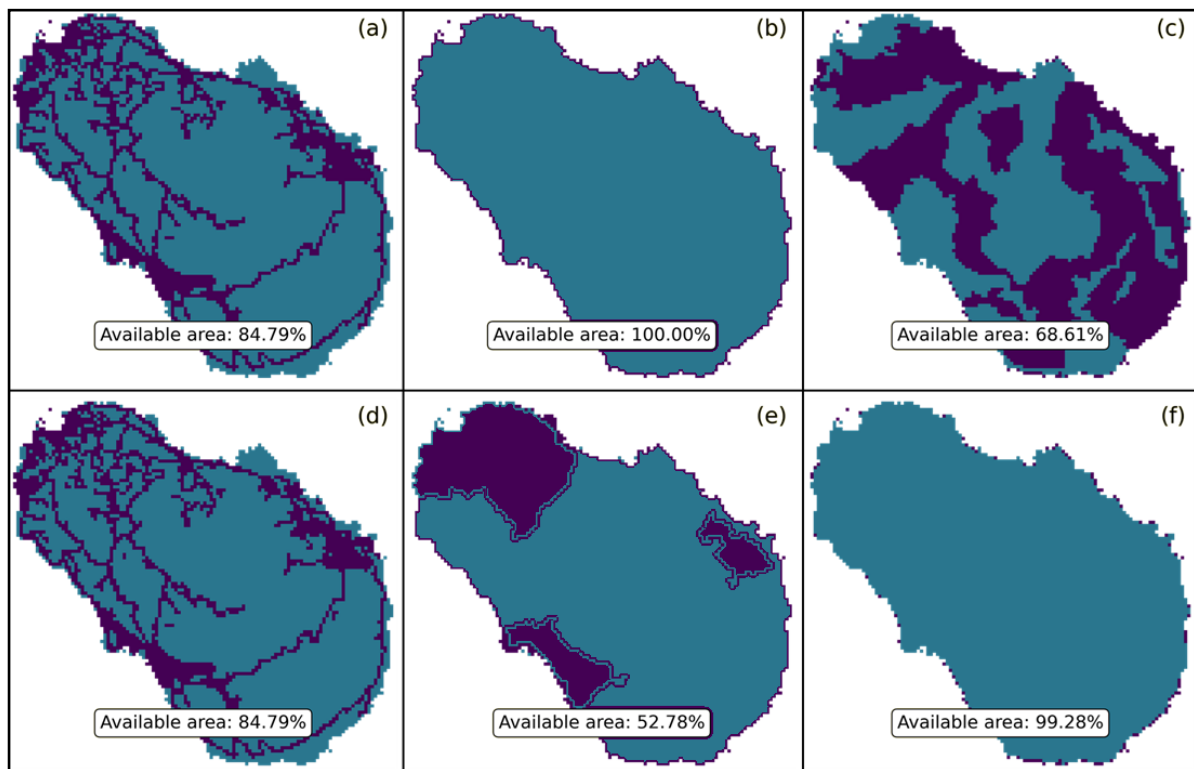 (a)
Available area: 84.79%
(b)
Available area: 100.00%
(c)
Available area: 68.61%
(d)
Available area: 84.79%
(e)
Available area: 52.78%
(f)
Available area: 99.28%